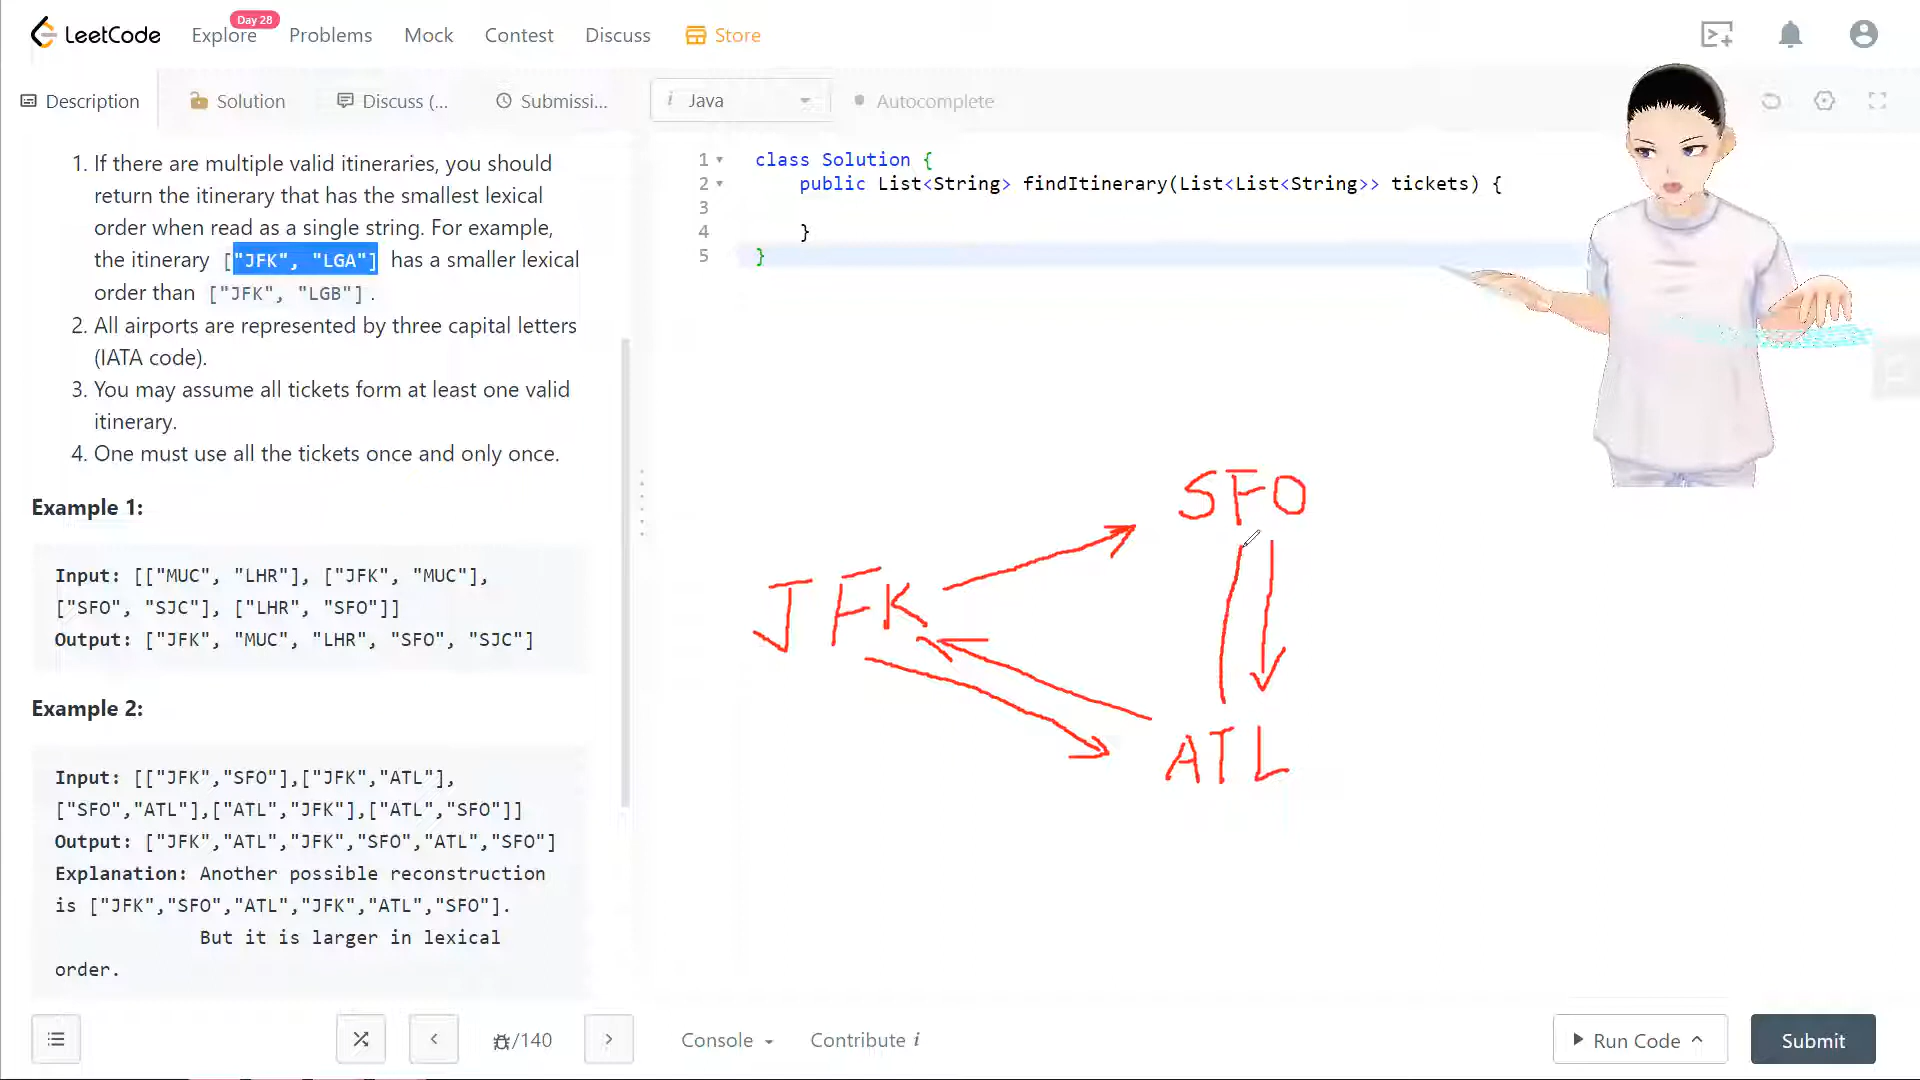 LeetCode
Explore
Day 28
Problems
Mock
Contest
Discuss
Store
Description
Solution
Discuss (...
Submissi...
i Java
Autocomplete
1. If there are multiple valid itineraries, you should
return the itinerary that has the smallest lexical
order when read as a single string. For example,
the itinerary ["JFK", "LGA"] has a smaller lexical
order than ["JFK", "LGB"].
2. All airports are represented by three capital letters
(IATA code).
3. You may assume all tickets form at least one valid
itinerary.
4. One must use all the tickets once and only once.
Example 1:
Input: [["MUC", "LHR"], ["JFK", "MUC"],
["SFO", "SJC"], ["LHR", "SFO"]]
Output: ["JFK", "MUC", "LHR", "SFO", "SJC"]
Example 2:
Input: [["JFK","SFO"],["JFK","ATL"],
["SFO","ATL"],["ATL","JFK"],["ATL","SFO"]]
Output: ["JFK","ATL","JFK","SFO","ATL","SFO"]
Explanation: Another possible reconstruction
is ["JFK","SFO","ATL","JFK","ATL","SFO"].
But it is larger in lexical
order.
1 class Solution {
2 public List<String> findItinerary(List<List<String>> tickets) {
3
4 }
5 }
SFO
JFK
ATL
/140
Console
Contribute i
Run Code
Submit